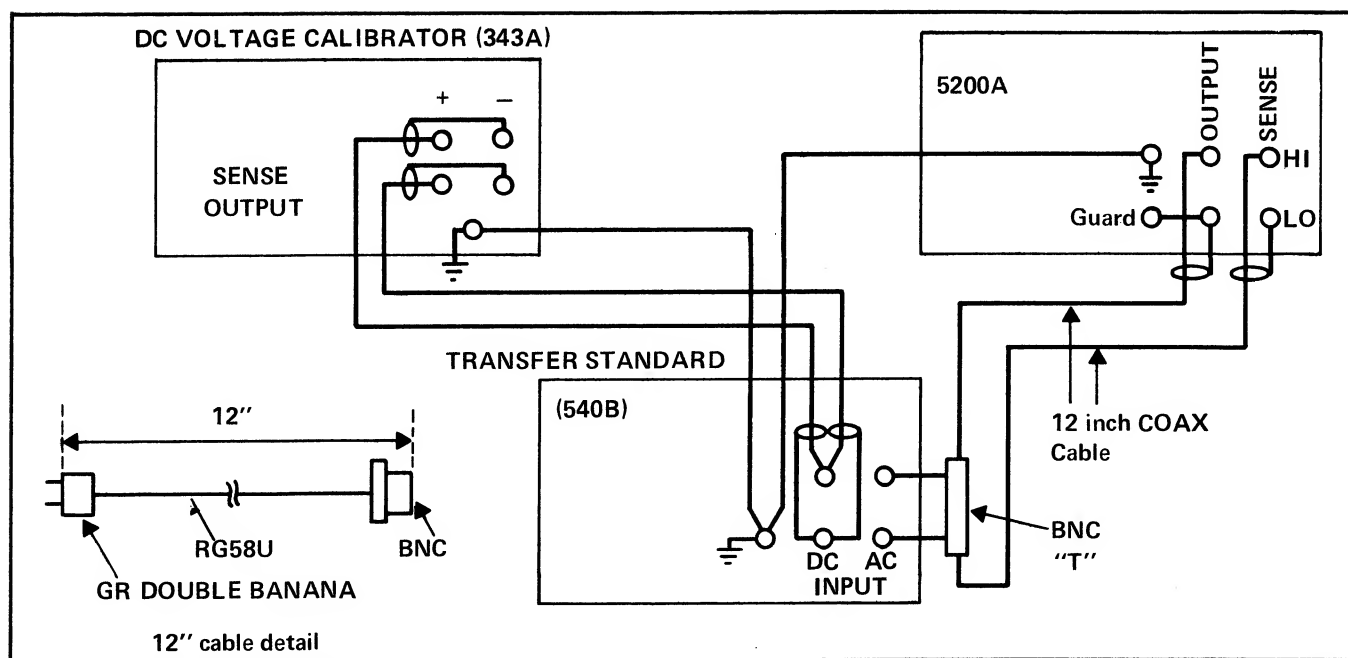 DC VOLTAGE CALIBRATOR (343A)
+ –
SENSE
OUTPUT
5200A
OUTPUT
SENSE
HI
Guard
LO
TRANSFER STANDARD
(540B)
12 inch COAX
Cable
DC AC
INPUT
BNC
“T”
12’’
RG58U
BNC
GR DOUBLE BANANA
12’’ cable detail